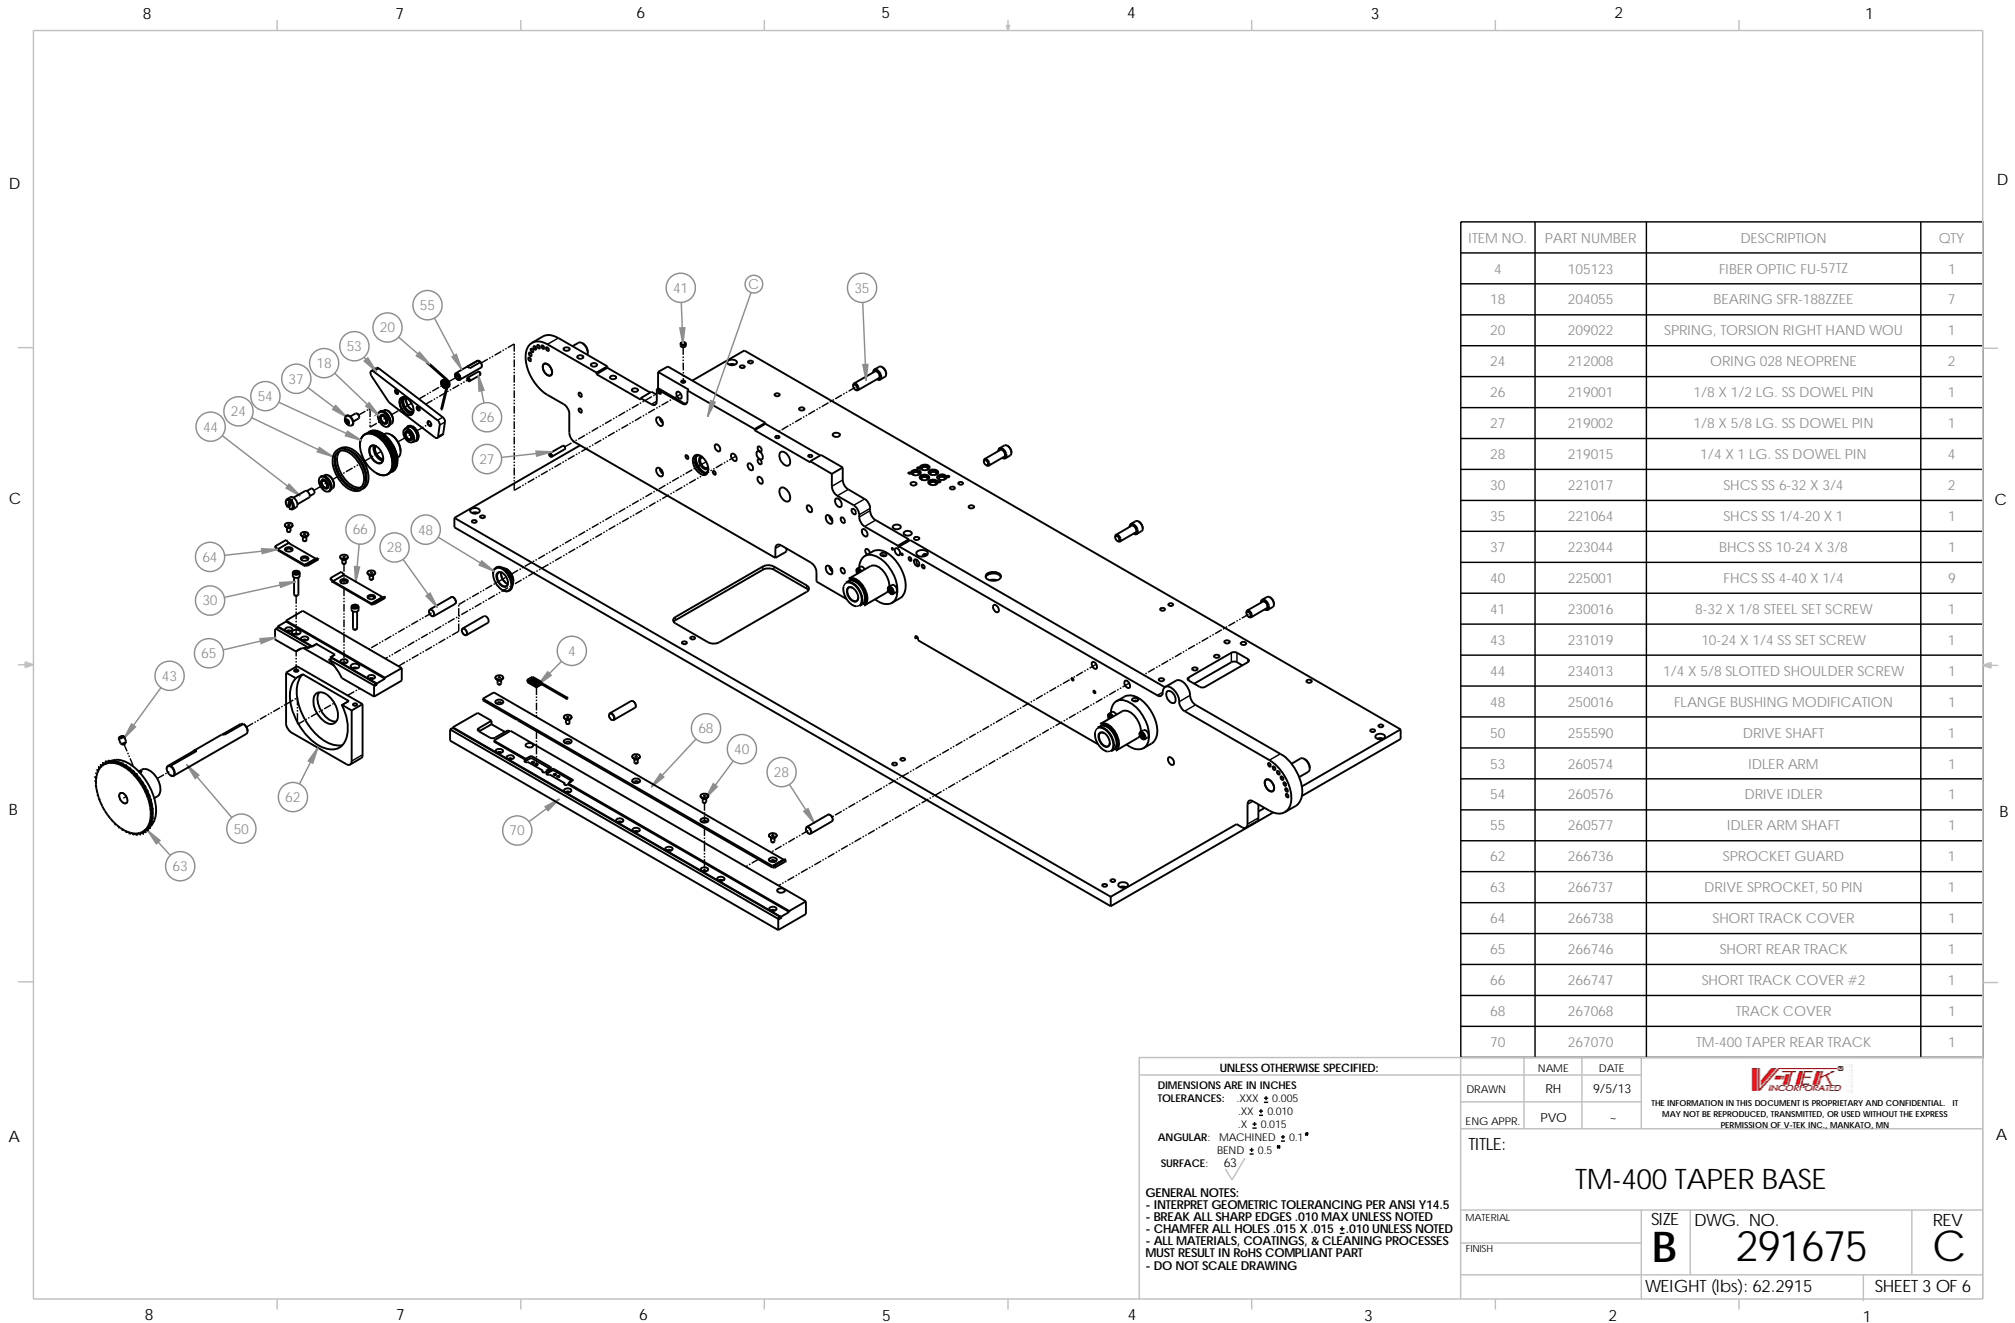 8 7 6 5 4 3 2 1
D D
C C
B B
A A
41
C
35
55
20
53
18
37
54
24
44
26
27
66
48
28
64
30
65
43
4
68
40
28
62
50
70
63
ITEM NO. PART NUMBER DESCRIPTION QTY
4 105123 FIBER OPTIC FU-57TZ 1
18 204055 BEARING SFR-188ZZEE 7
20 209022 SPRING, TORSION RIGHT HAND WOU 1
24 212008 ORING 028 NEOPRENE 2
26 219001 1/8 X 1/2 LG. SS DOWEL PIN 1
27 219002 1/8 X 5/8 LG. SS DOWEL PIN 1
28 219015 1/4 X 1 LG. SS DOWEL PIN 4
30 221017 SHCS SS 6-32 X 3/4 2
35 221064 SHCS SS 1/4-20 X 1 1
37 223044 BHCS SS 10-24 X 3/8 1
40 225001 FHCS SS 4-40 X 1/4 9
41 230016 8-32 X 1/8 STEEL SET SCREW 1
43 231019 10-24 X 1/4 SS SET SCREW 1
44 234013 1/4 X 5/8 SLOTTED SHOULDER SCREW 1
48 250016 FLANGE BUSHING MODIFICATION 1
50 255590 DRIVE SHAFT 1
53 260574 IDLER ARM 1
54 260576 DRIVE IDLER 1
55 260577 IDLER ARM SHAFT 1
62 266736 SPROCKET GUARD 1
63 266737 DRIVE SPROCKET, 50 PIN 1
64 266738 SHORT TRACK COVER 1
65 266746 SHORT REAR TRACK 1
66 266747 SHORT TRACK COVER #2 1
68 267068 TRACK COVER 1
70 267070 TM-400 TAPER REAR TRACK 1
UNLESS OTHERWISE SPECIFIED:
DIMENSIONS ARE IN INCHES
TOLERANCES: .XXX ± 0.005
.XX ± 0.010
.X ± 0.015
ANGULAR: MACHINED ± 0.1°
BEND ± 0.5 °
SURFACE: 63
GENERAL NOTES:
- INTERPRET GEOMETRIC TOLERANCING PER ANSI Y14.5
- BREAK ALL SHARP EDGES .010 MAX UNLESS NOTED
- CHAMFER ALL HOLES .015 X .015 ±.010 UNLESS NOTED
- ALL MATERIALS, COATINGS, & CLEANING PROCESSES
MUST RESULT IN RoHS COMPLIANT PART
- DO NOT SCALE DRAWING
NAME DATE
DRAWN RH 9/5/13
ENG APPR. PVO ~
V-TEK ®
INCORPORATED
THE INFORMATION IN THIS DOCUMENT IS PROPRIETARY AND CONFIDENTIAL. IT
MAY NOT BE REPRODUCED, TRANSMITTED, OR USED WITHOUT THE EXPRESS
PERMISSION OF V-TEK INC., MANKATO, MN
TITLE:
TM-400 TAPER BASE
MATERIAL
FINISH
SIZE DWG. NO. REV
B 291675 C
WEIGHT (lbs): 62.2915 SHEET 3 OF 6
8 7 6 5 4 3 2 1